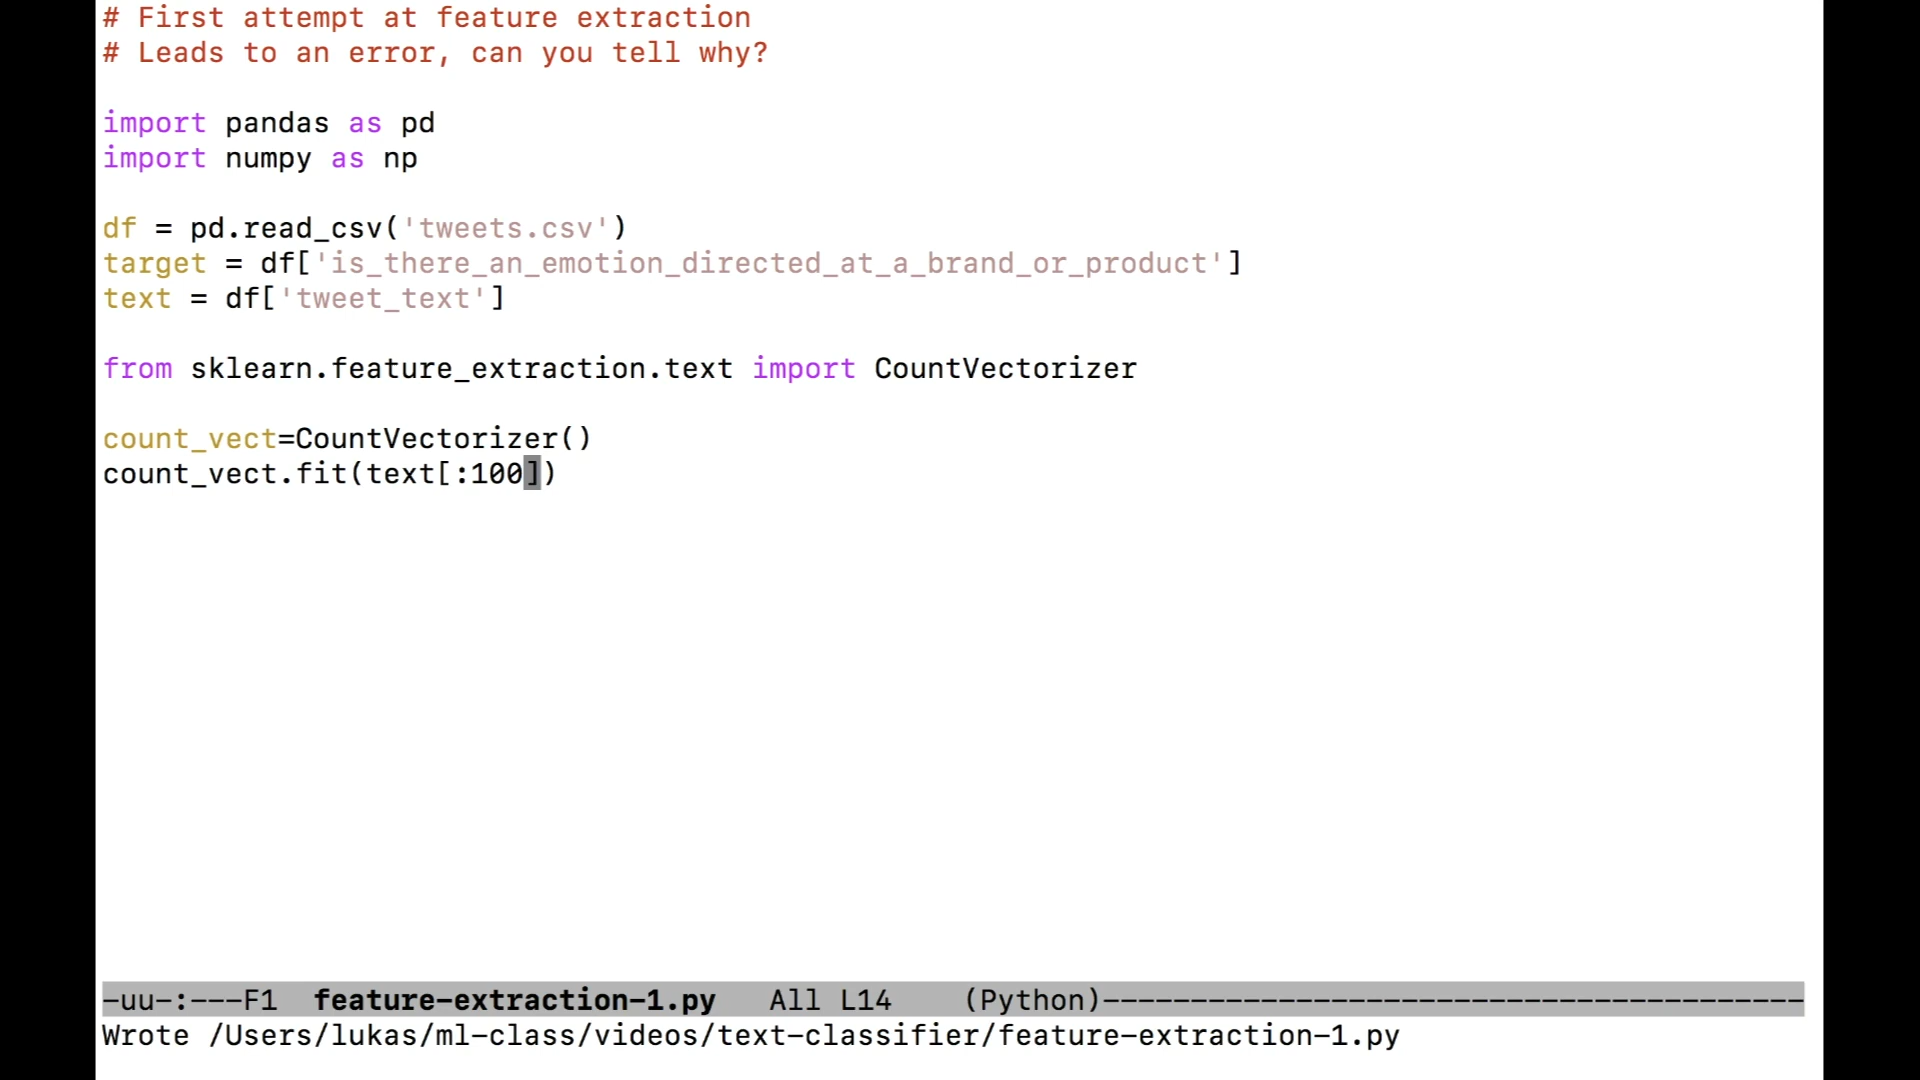 # First attempt at feature extraction
# Leads to an error, can you tell why?
import pandas as pd
import numpy as np
df = pd.read_csv('tweets.csv')
target = df['is_there_an_emotion_directed_at_a_brand_or_product']
text = df['tweet_text']
from sklearn.feature_extraction.text import CountVectorizer
count_vect=CountVectorizer()
count_vect.fit(text[:100])
-uu-:---F1  feature-extraction-1.py   All L14    (Python)----------------------------------------
Wrote /Users/lukas/ml-class/videos/text-classifier/feature-extraction-1.py